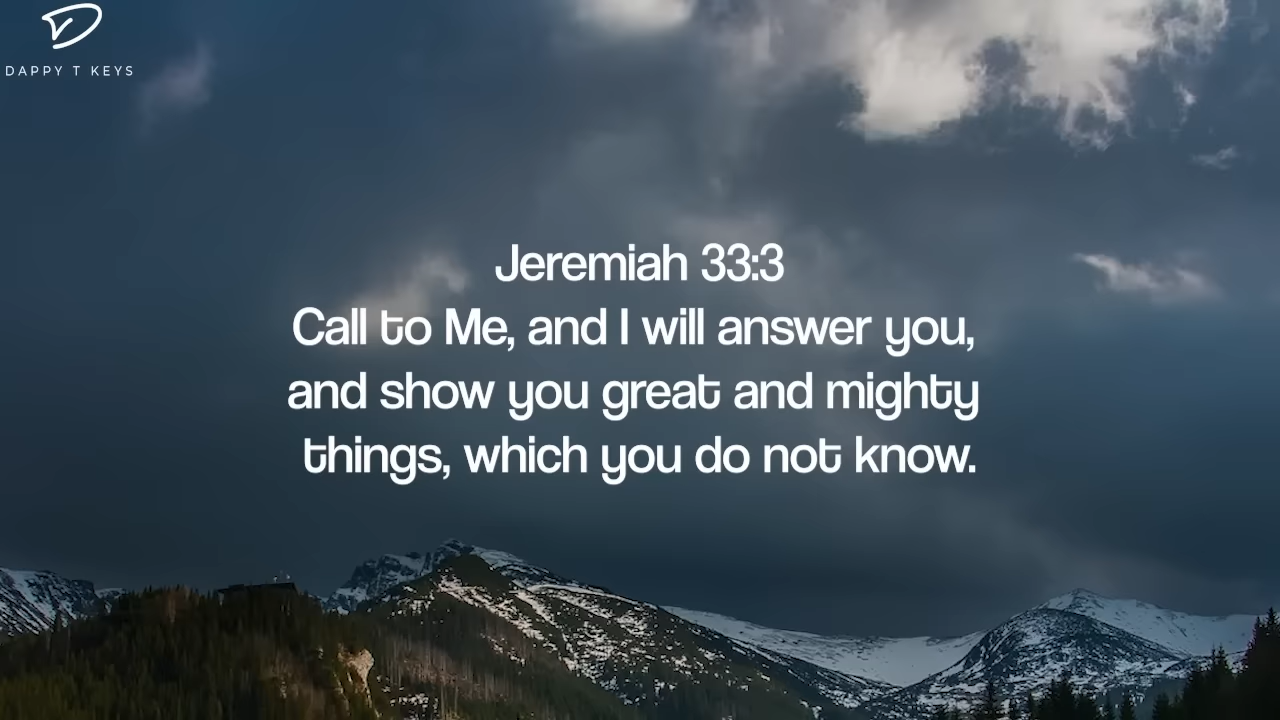 DAPPY T KEYS
Jeremiah 33:3
Call to Me, and I will answer you,
and show you great and mighty
things, which you do not know.